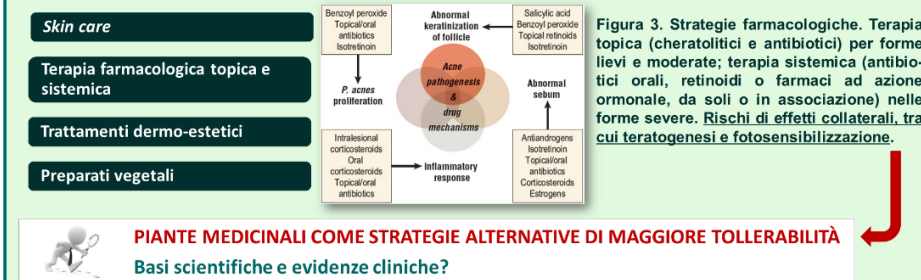 Skin care
Terapia farmacologica topica e
sistemica
Trattamenti dermo-estetici
Preparati vegetali
Benzoyl peroxide
Topical/oral
antibiotics
Isotretinoin
P. acnes
proliferation
Abnormal
keratinization
of follicle
Salicylic acid
Benzoyl peroxide
Topical retinoids
Isotretinoin
Acne
pathogenesis
&
drug
mechanisms
Abnormal
sebum
Intralesional
corticosteroids
Oral
corticosteroids
Topical/oral
antibiotics
Inflammatory
response
Antiandrogens
Isotretinoin
Topical/oral
antibiotics
Corticosteroids
Estrogens
Figura 3. Strategie farmacologiche. Terapia
topica (cheratolitici e antibiotici) per forme
lievi e moderate; terapia sistemica (antibio-
tici orali, retinoidi o farmaci ad azione
ormonale, da soli o in associazione) nelle
forme severe. Rischi di effetti collaterali, tra
cui teratogenesi e fotosensibilizzazione.
PIANTE MEDICINALI COME STRATEGIE ALTERNATIVE DI MAGGIORE TOLLERABILITÀ
Basi scientifiche e evidenze cliniche?